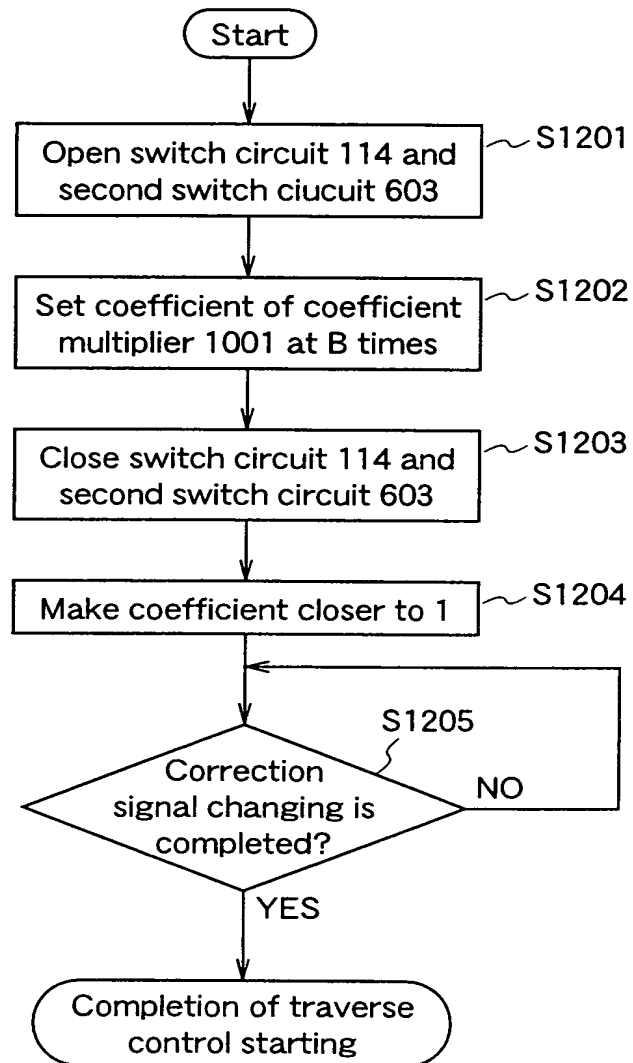 Start
Open switch circuit 114 and
second switch ciucuit 603
S1201
Set coefficient of coefficient
multiplier 1001 at B times
S1202
Close switch circuit 114 and
second switch circuit 603
S1203
Make coefficient closer to 1
S1204
S1205
Correction
signal changing is
completed?
NO
YES
Completion of traverse
control starting